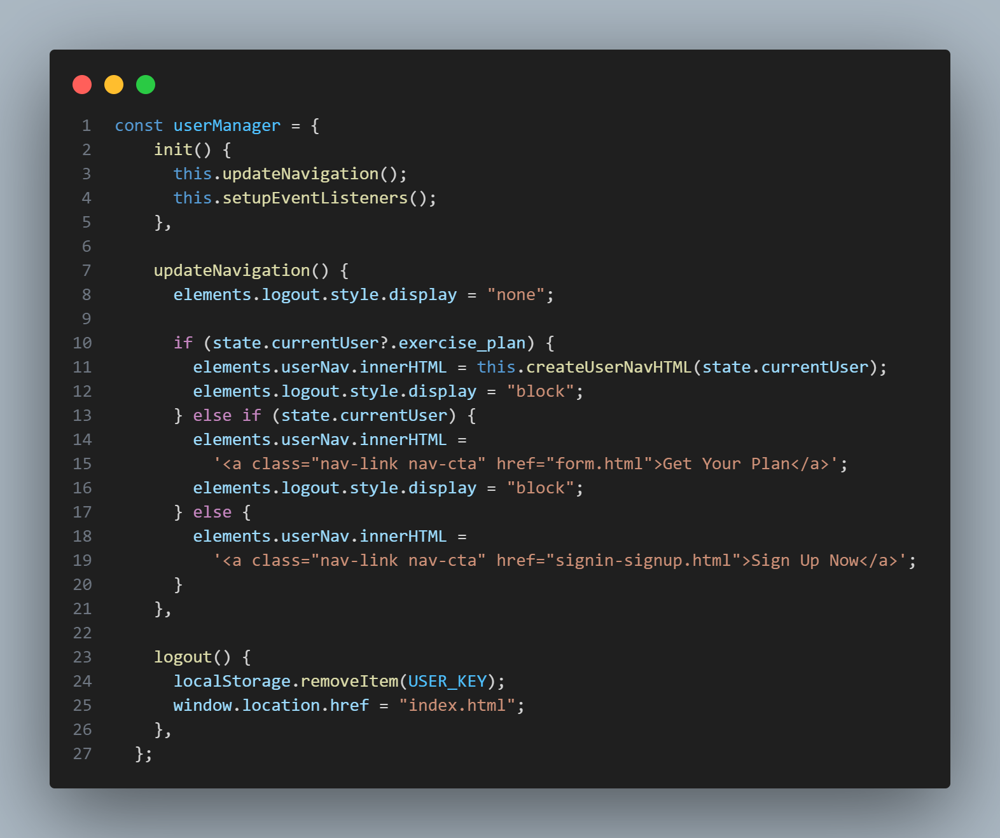 1 const userManager = {
2     init() {
3       this.updateNavigation();
4       this.setupEventListeners();
5     },
6
7     updateNavigation() {
8       elements.logout.style.display = "none";
9
10       if (state.currentUser?.exercise_plan) {
11         elements.userNav.innerHTML = this.createUserNavHTML(state.currentUser);
12         elements.logout.style.display = "block";
13       } else if (state.currentUser) {
14         elements.userNav.innerHTML =
15           '<a class="nav-link nav-cta" href="form.html">Get Your Plan</a>';
16         elements.logout.style.display = "block";
17       } else {
18         elements.userNav.innerHTML =
19           '<a class="nav-link nav-cta" href="signin-signup.html">Sign Up Now</a>';
20       }
21     },
22
23     logout() {
24       localStorage.removeItem(USER_KEY);
25       window.location.href = "index.html";
26     },
27   };